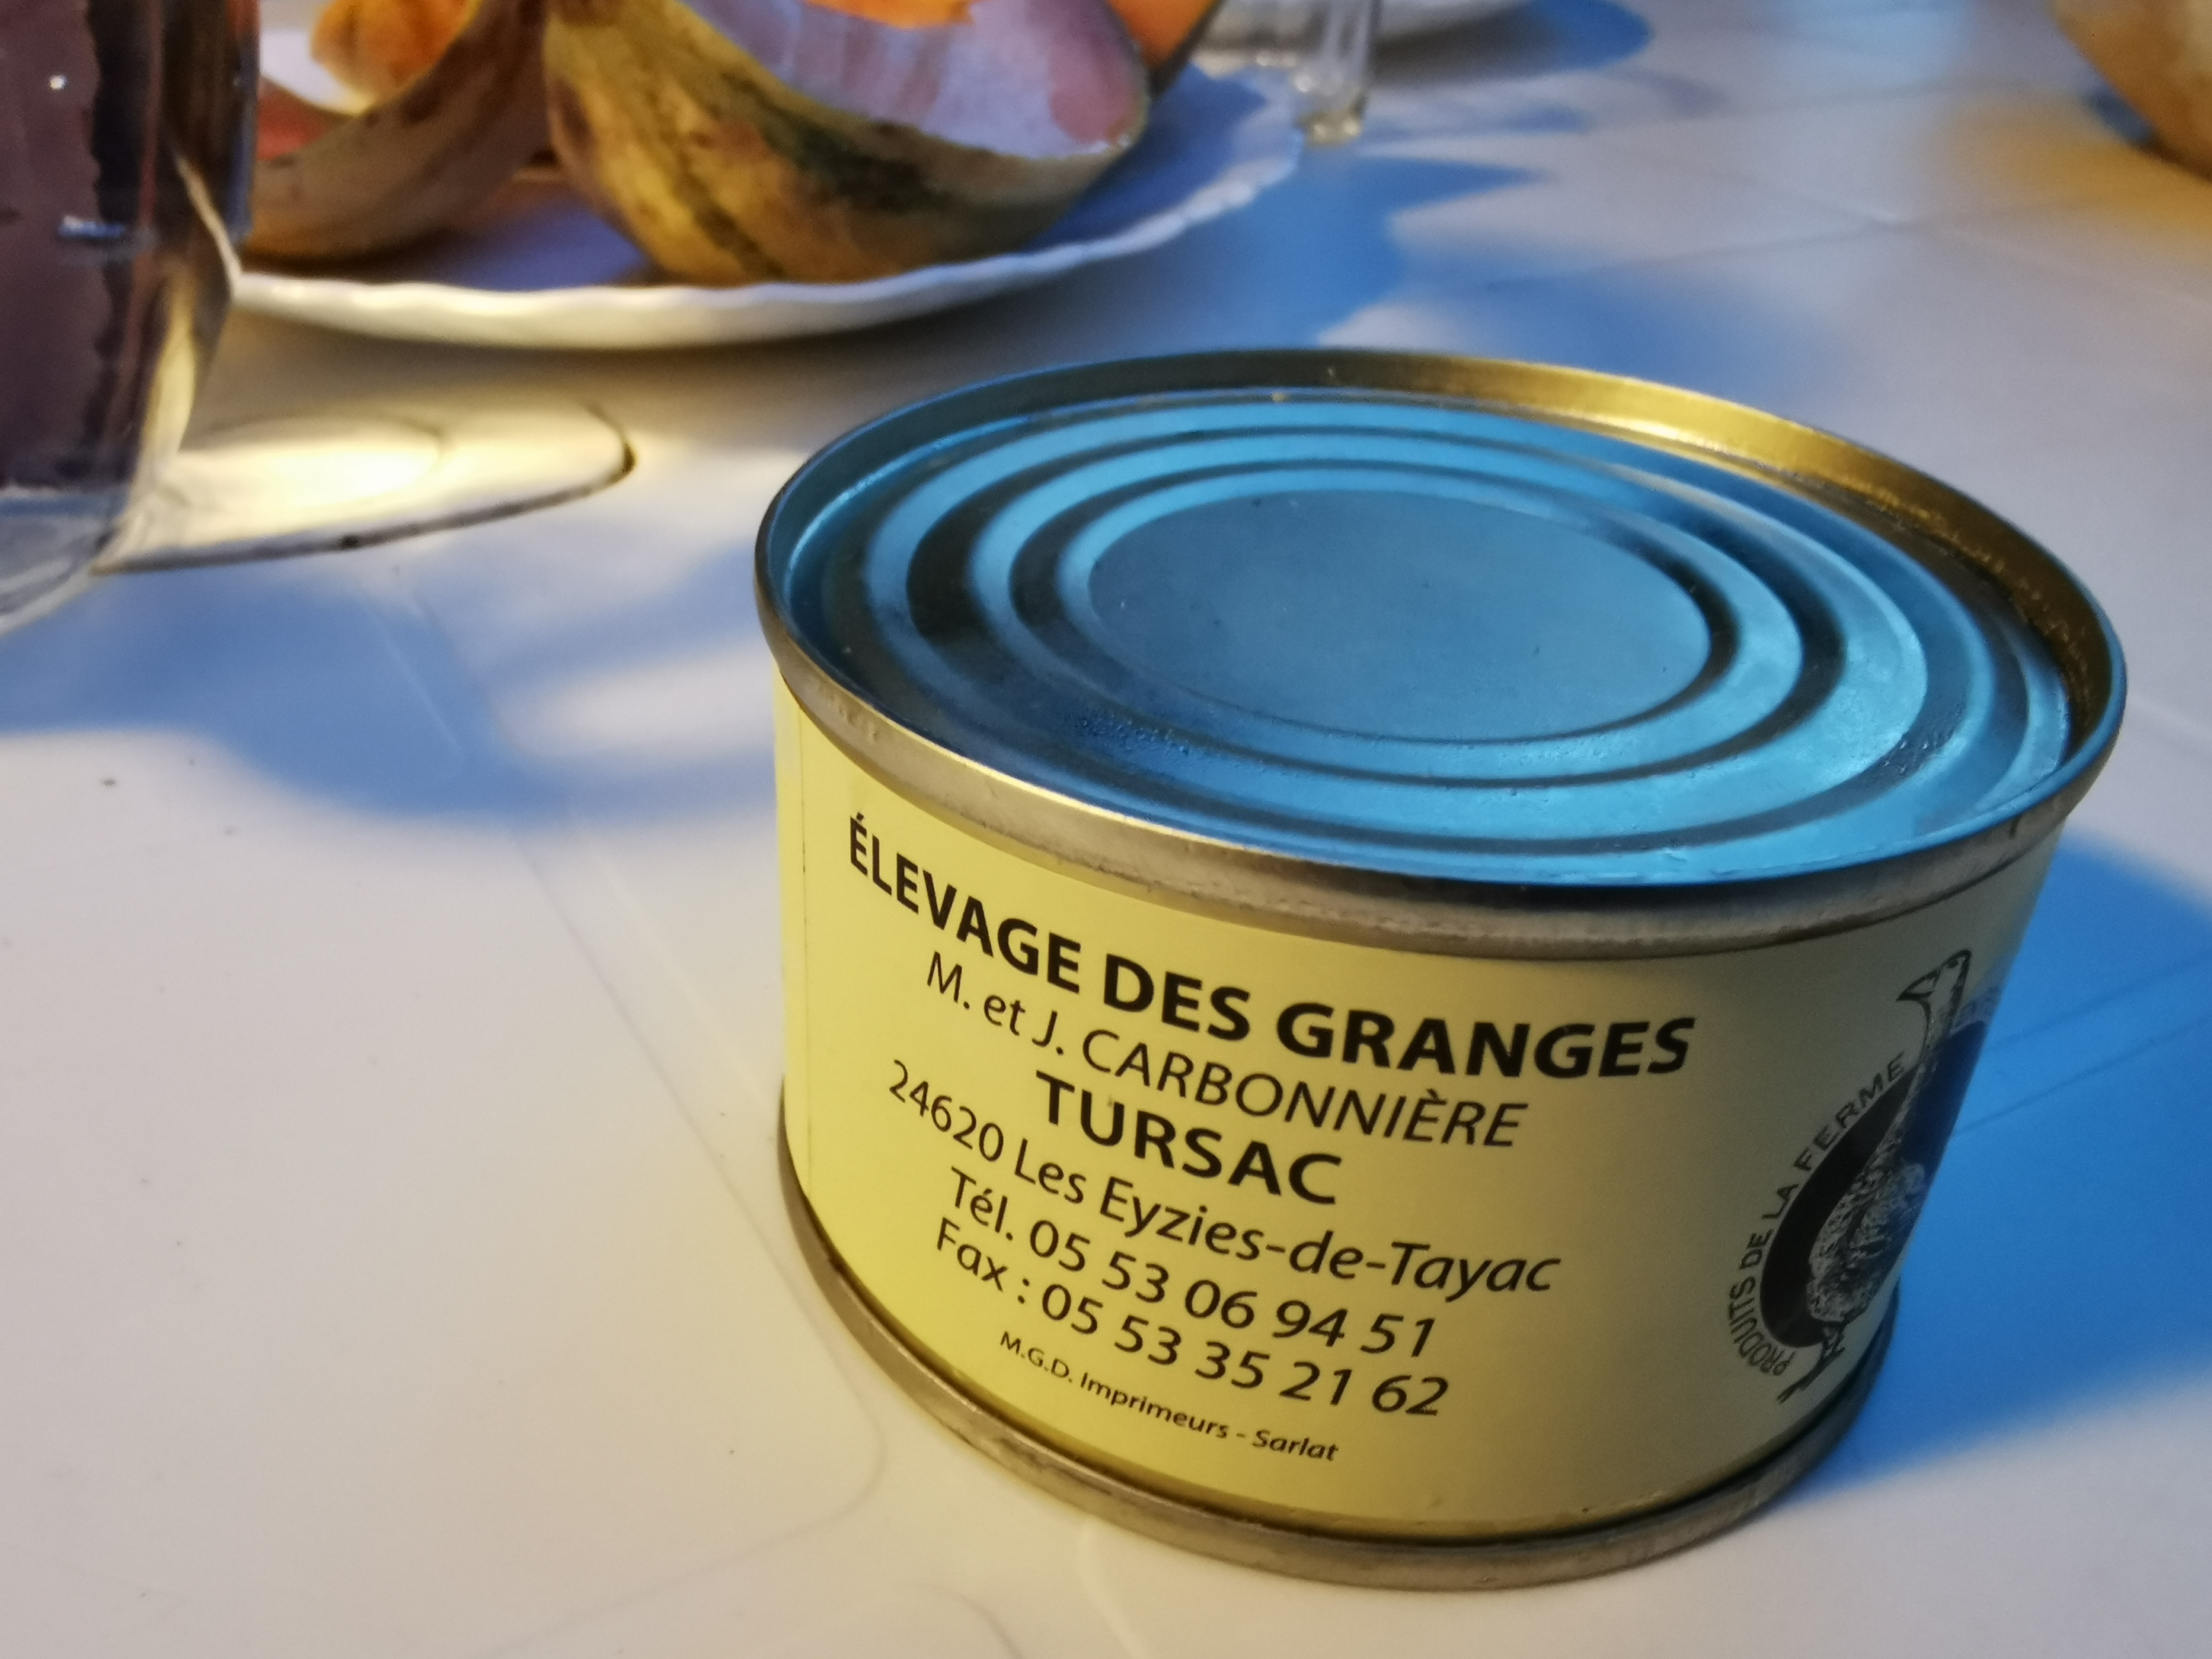 ÉLEVAGE DES GRANGES
M. et J. CARBONNIÈRE
TURSAC
24620 Les Eyzies-de-Tayac
Tél. 05 53 06 94 51
Fax : 05 53 35 21 62
M.G.D. Imprimeurs - Sarlat
PRODUITS DE LA FERME